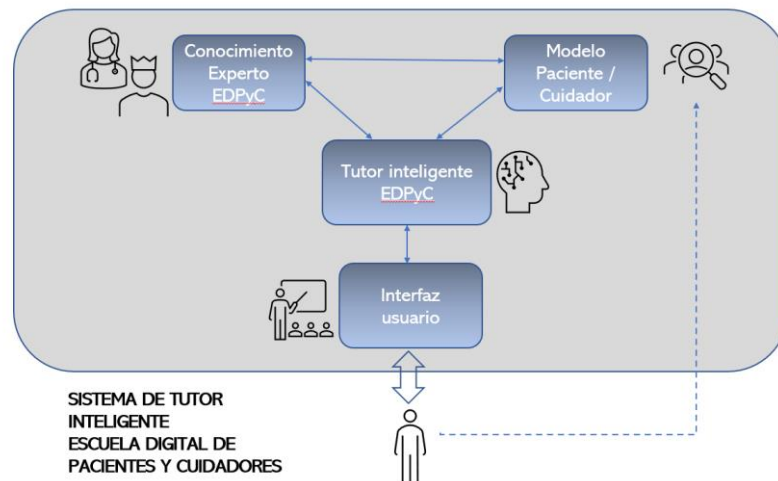 Conocimiento
Experto
EDPyC
Modelo
Paciente /
Cuidador
Tutor inteligente
EDPyC
Interfaz
usuario
SISTEMA DE TUTOR
INTELIGENTE
ESCUELA DIGITAL DE
PACIENTES Y CUIDADORES